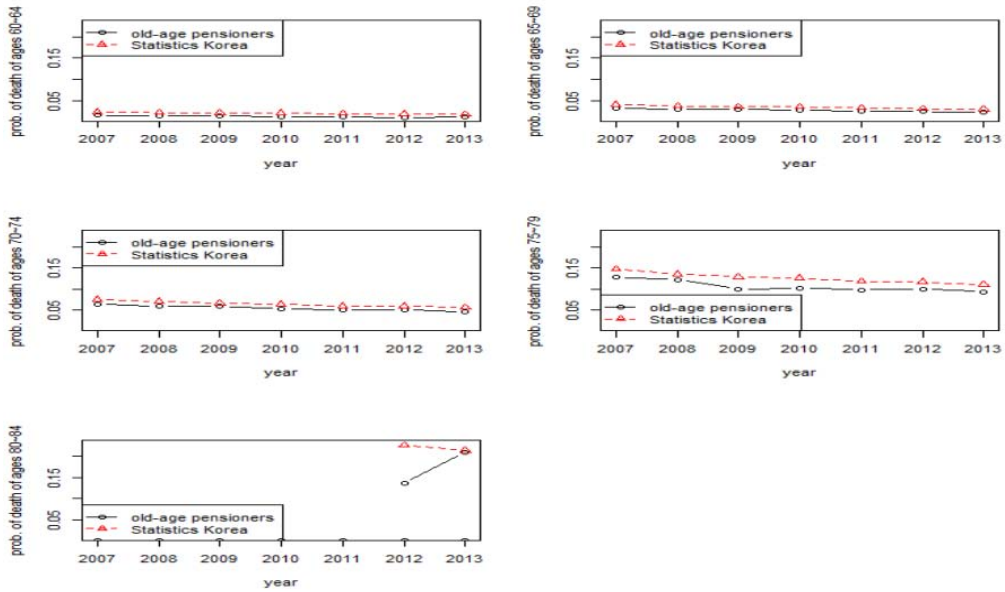 prob. of death of ages 60~64
0.05 0.15
old-age pensioners
Statistics Korea
2007 2008 2009 2010 2011 2012 2013
year
prob. of death of ages 65~69
0.05 0.15
old-age pensioners
Statistics Korea
2007 2008 2009 2010 2011 2012 2013
year
prob. of death of ages 70~74
0.05 0.15
old-age pensioners
Statistics Korea
2007 2008 2009 2010 2011 2012 2013
year
prob. of death of ages 75~79
0.05 0.15
old-age pensioners
Statistics Korea
2007 2008 2009 2010 2011 2012 2013
year
prob. of death of ages 80~84
0.05 0.15
old-age pensioners
Statistics Korea
2007 2008 2009 2010 2011 2012 2013
year